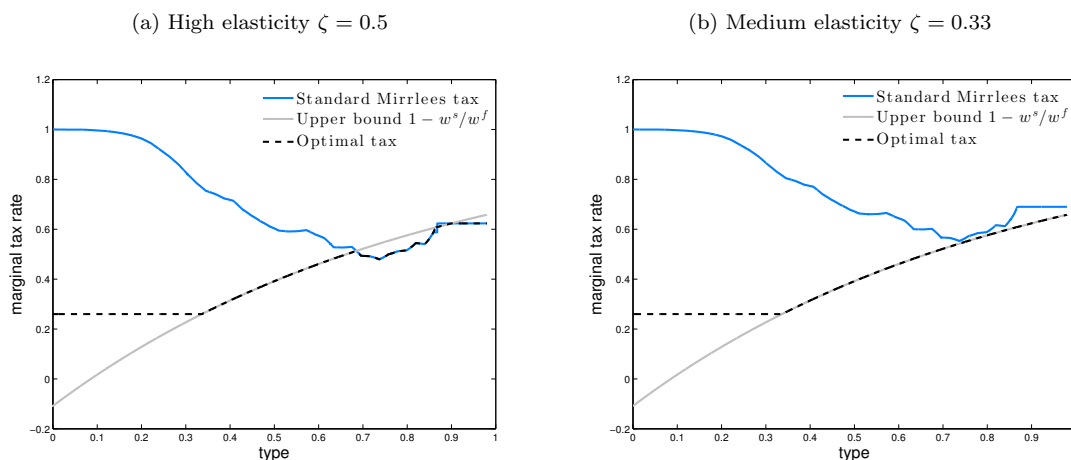 (a) High elasticity ζ = 0.5
1.2
1
0.8
0.6
0.4
0.2
0
−0.2
marginal tax rate
Standard Mirrlees tax
Upper bound 1 − w^s/w^f
Optimal tax
0 0.1 0.2 0.3 0.4 0.5 0.6 0.7 0.8 0.9 1
type
(b) Medium elasticity ζ = 0.33
1.2
1
0.8
0.6
0.4
0.2
0
−0.2
marginal tax rate
Standard Mirrlees tax
Upper bound 1 − w^s/w^f
Optimal tax
0 0.1 0.2 0.3 0.4 0.5 0.6 0.7 0.8 0.9
type